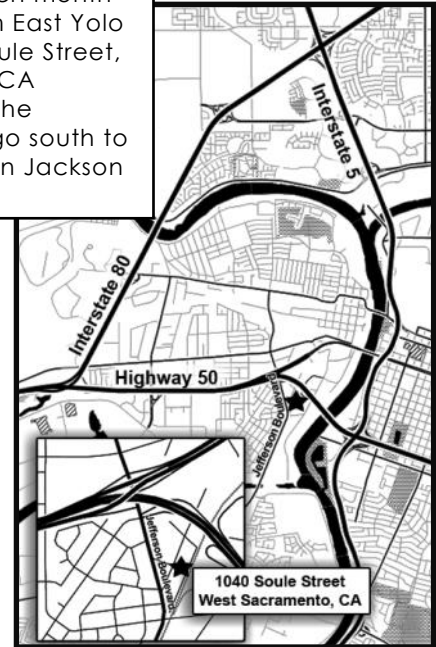 East Yolo
ule Street,
CA
he
go south to
n Jackson
Interstate 5
Interstate 80
Highway 50
Jefferson Boulevard
Jefferson Boulevard
1040 Soule Street
West Sacramento, CA